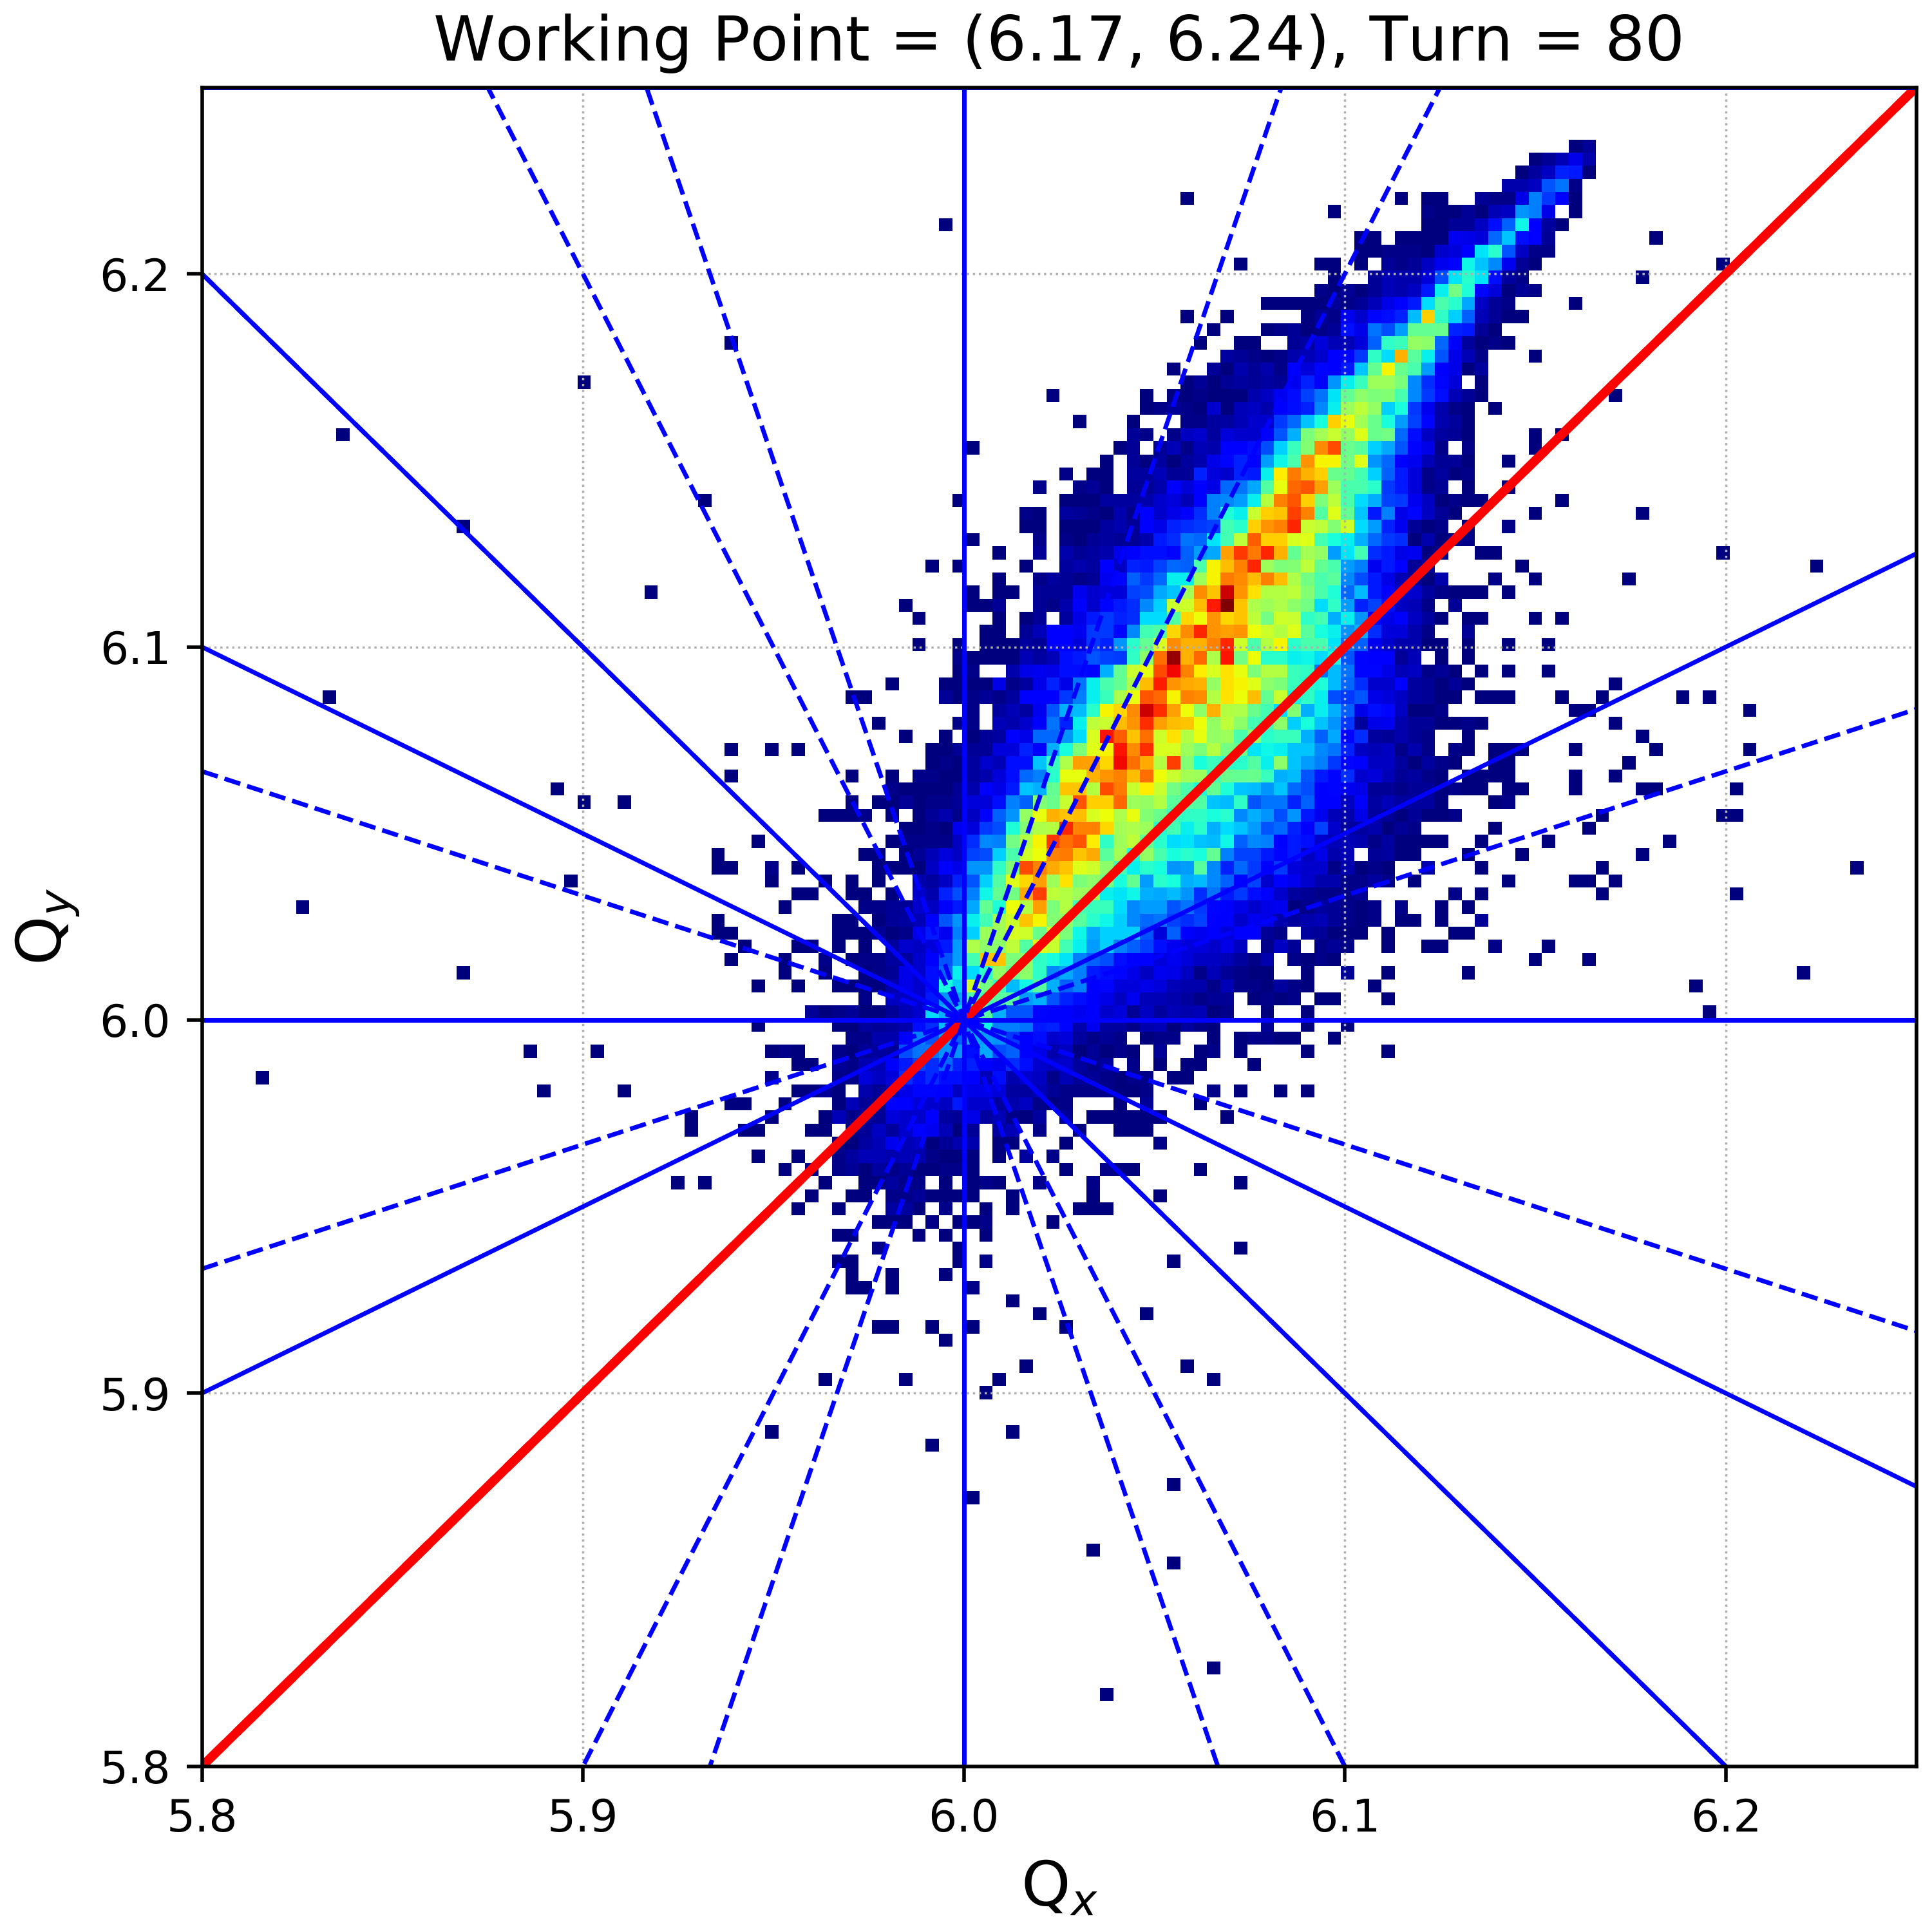 Working Point = (6.17, 6.24), Turn = 80
6.2
6.1
6.0
5.9
5.8
Qy
5.8 5.9 6.0 6.1 6.2
Qx